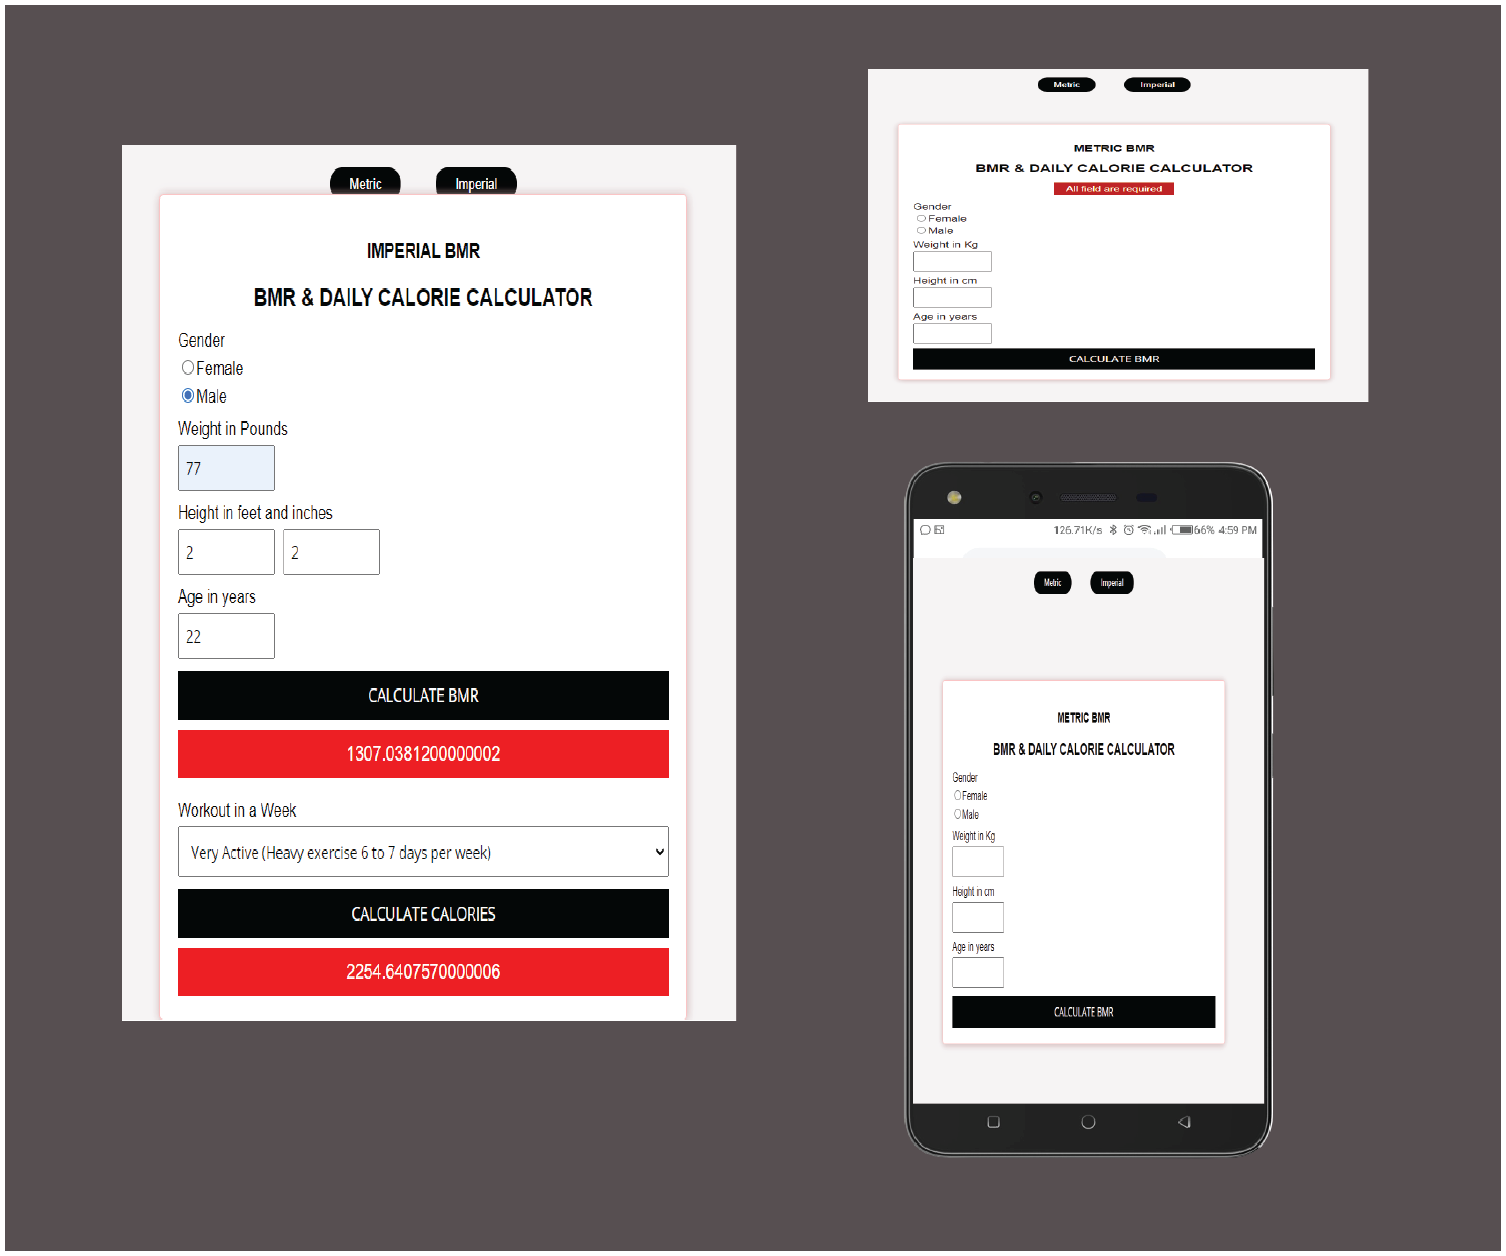 Metric Imperial
IMPERIAL BMR
BMR & DAILY CALORIE CALCULATOR
Gender
Female
Male
Weight in Pounds
77
Height in feet and inches
2 2
Age in years
22
CALCULATE BMR
1307.0381200000002
Workout in a Week
Very Active (Heavy exercise 6 to 7 days per week)
CALCULATE CALORIES
2254.6407570000006
Metric Imperial
METRIC BMR
BMR & DAILY CALORIE CALCULATOR
All field are required
Gender
Female
Male
Weight in Kg
Height in cm
Age in years
CALCULATE BMR
126.71K/s 66% 4:59 PM
Metric Imperial
METRIC BMR
BMR & DAILY CALORIE CALCULATOR
Gender
Female
Male
Weight in Kg
Height in cm
Age in years
CALCULATE BMR